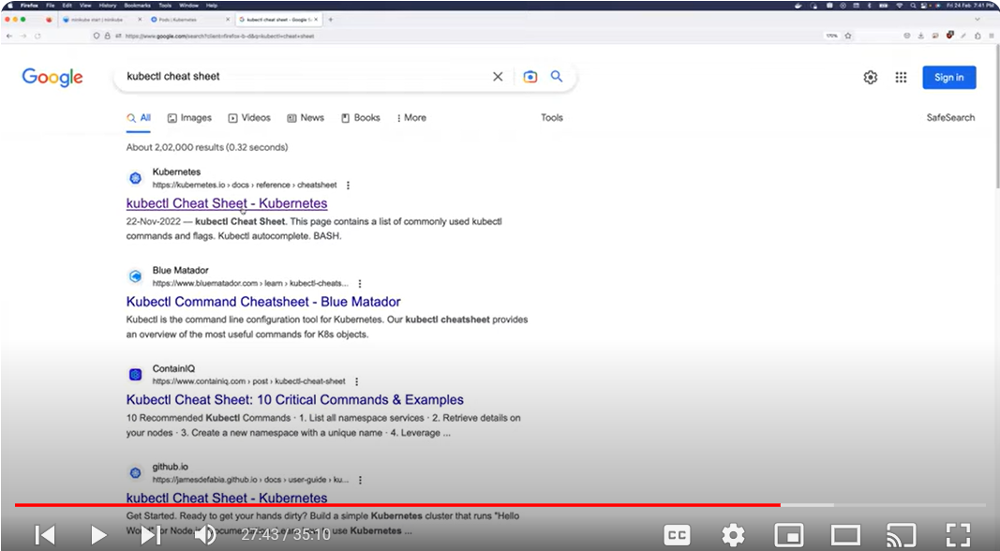 Firefox File Edit View History Bookmarks Tools Window Help
Fri 24 Feb 7:41 PM
minikube start | minikube
Pods | Kubernetes
kubectl cheat sheet - Google Se
https://www.google.com/search?client=firefox-b-d&q=kubectl+cheat+sheet
170%
Google
kubectl cheat sheet
Sign in
All Images Videos News Books More Tools SafeSearch
About 2,02,000 results (0.32 seconds)
Kubernetes
https://kubernetes.io › docs › reference › cheatsheet
kubectl Cheat Sheet - Kubernetes
22-Nov-2022 — kubectl Cheat Sheet. This page contains a list of commonly used kubectl
commands and flags. Kubectl autocomplete. BASH.
Blue Matador
https://www.bluematador.com › learn › kubectl-cheats...
Kubectl Command Cheatsheet - Blue Matador
Kubectl is the command line configuration tool for Kubernetes. Our kubectl cheatsheet provides
an overview of the most useful commands for K8s objects.
ContainIQ
https://www.containiq.com › post › kubectl-cheat-sheet
Kubectl Cheat Sheet: 10 Critical Commands & Examples
10 Recommended Kubectl Commands · 1. List all namespace services · 2. Retrieve details on
your nodes · 3. Create a new namespace with a unique name · 4. Leverage ...
github.io
https://jamesdefabia.github.io › docs › user-guide › ku...
kubectl Cheat Sheet - Kubernetes
Get Started. Ready to get your hands dirty? Build a simple Kubernetes cluster that runs "Hello
for Node use Kubernetes ...
27:43 / 35:10
CC